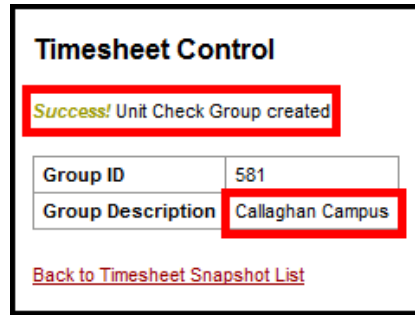 Timesheet Control
Success! Unit Check Group created
Group ID 581
Group Description Callaghan Campus
Back to Timesheet Snapshot List